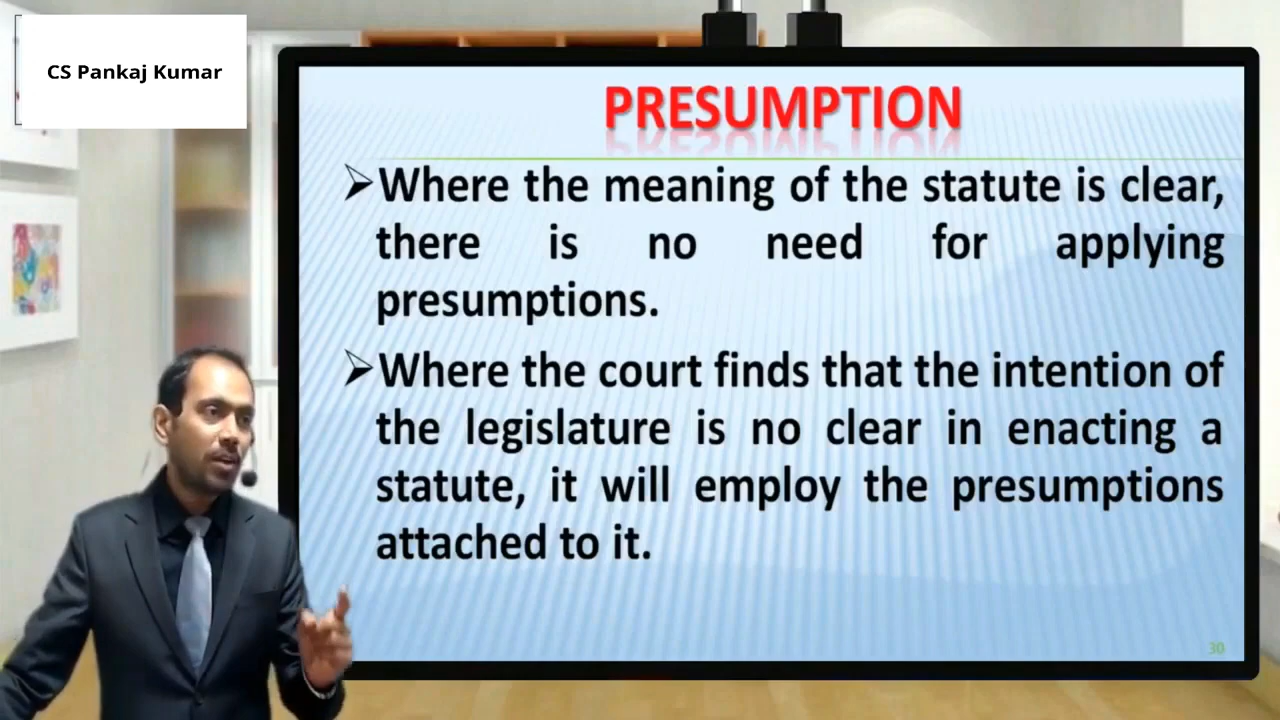 CS Pankaj Kumar
PRESUMPTION
➢Where the meaning of the statute is clear,
there is no need for applying
presumptions.
➢Where the court finds that the intention of
the legislature is no clear in enacting a
statute, it will employ the presumptions
attached to it.
30